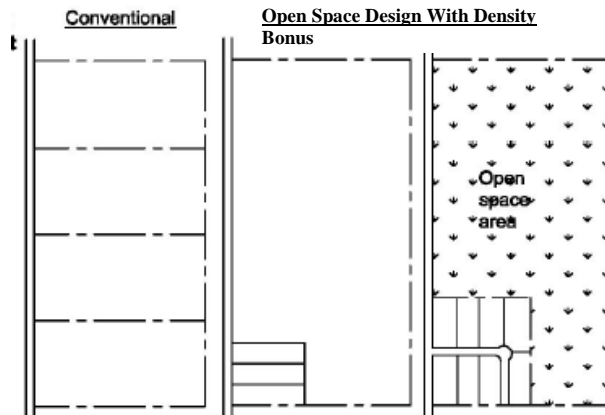 Conventional
Open Space Design With Density
Bonus
Open
space
area